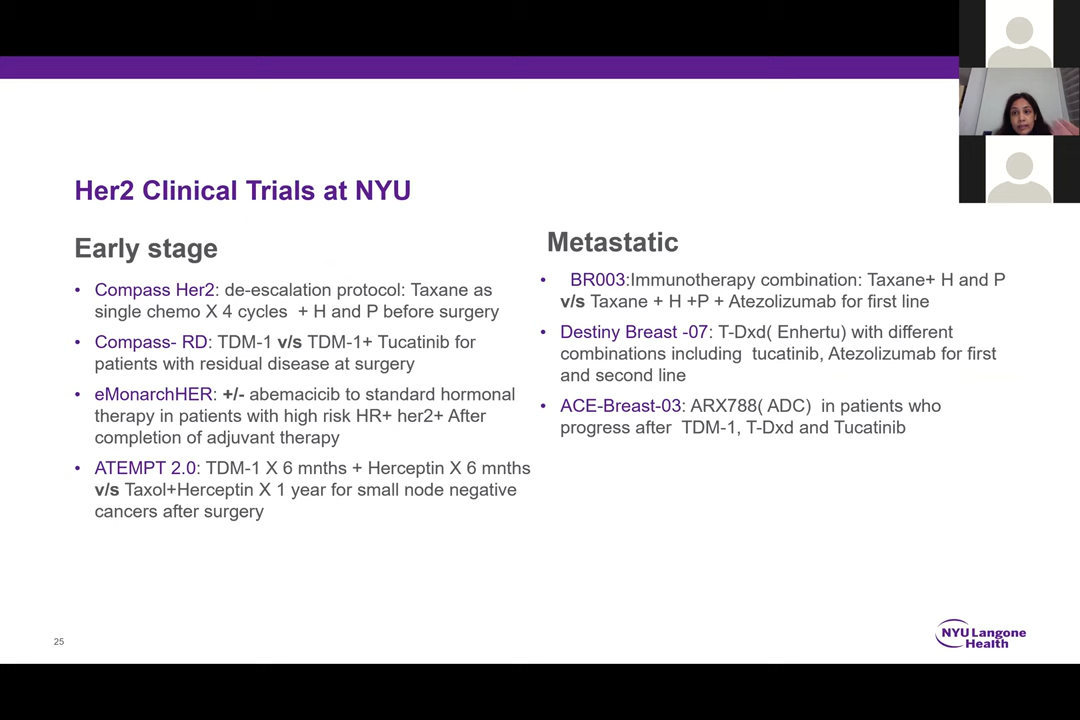 Her2 Clinical Trials at NYU
Early stage
• Compass Her2: de-escalation protocol: Taxane as
single chemo X 4 cycles + H and P before surgery
• Compass- RD: TDM-1 v/s TDM-1+ Tucatinib for
patients with residual disease at surgery
• eMonarchHER: +/- abemacicib to standard hormonal
therapy in patients with high risk HR+ her2+ After
completion of adjuvant therapy
• ATEMPT 2.0: TDM-1 X 6 mnths + Herceptin X 6 mnths
v/s Taxol+Herceptin X 1 year for small node negative
cancers after surgery
Metastatic
• BR003:Immunotherapy combination: Taxane+ H and P
v/s Taxane + H +P + Atezolizumab for first line
• Destiny Breast -07: T-Dxd( Enhertu) with different
combinations including tucatinib, Atezolizumab for first
and second line
• ACE-Breast-03: ARX788( ADC) in patients who
progress after TDM-1, T-Dxd and Tucatinib
25
NYU Langone
Health